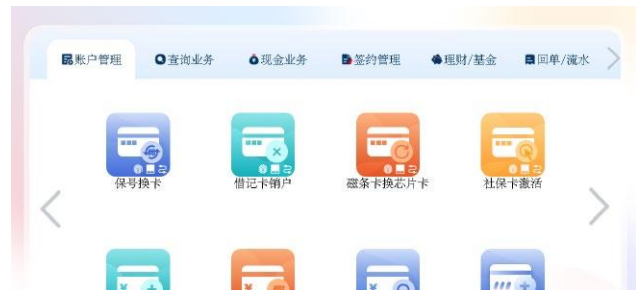 账户管理 查询业务 现金业务 签约管理 理财/基金 回单/流水
保号换卡 借记卡销户 磁条卡换芯片卡 社保卡激活